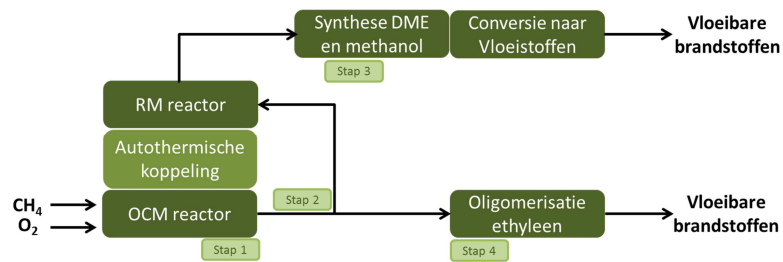 Synthese DME
en methanol
Conversie naar
Vloeistoffen
Vloeibare
brandstoffen
Stap 3
RM reactor
Autothermische
koppeling
CH₄
O₂
OCM reactor
Stap 2
Stap 1
Oligomerisatie
ethyleen
Stap 4
Vloeibare
brandstoffen